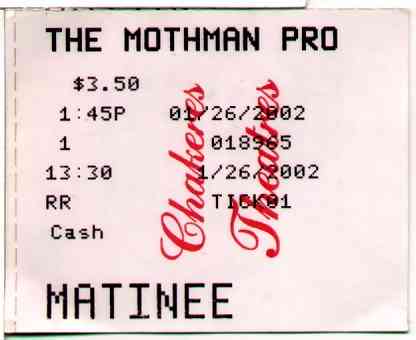 THE MOTHMAN PRO
$3.50
1:45P 01/26/2002
1 018965
13:30 1/26/2002
RR TICK01
Cash
MATINEE
Chakeres
Theatres